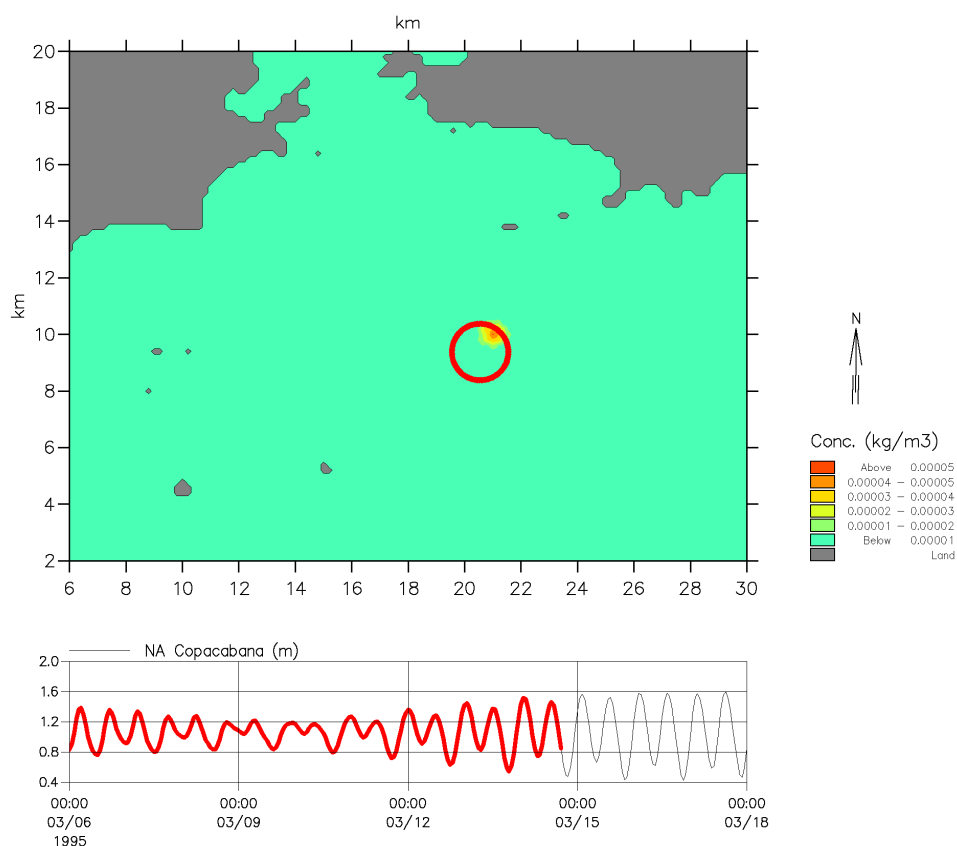 km
20
18
16
14
12
10
8
6
4
2
km
6 8 10 12 14 16 18 20 22 24 26 28 30
N
Conc. (kg/m3)
Above 0.00005
0.00004 - 0.00005
0.00003 - 0.00004
0.00002 - 0.00003
0.00001 - 0.00002
Below 0.00001
Land
NA Copacabana (m)
2.0
1.6
1.2
0.8
0.4
00:00 00:00 00:00 00:00 00:00
03/06 03/09 03/12 03/15 03/18
1995